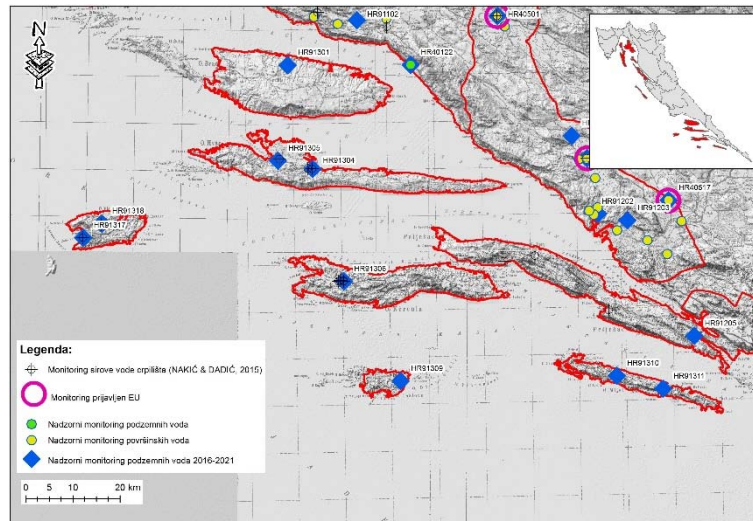 HR91102
HR40501
HR91301
HR40122
HR91305
HR91304
HR40517
HR91202
HR91203
HR91318
HR91317
HR91306
HR91205
HR91309
HR91310
HR91311
N
Legenda:
Monitoring sirove vode crpilišta (NAKIĆ & DADIĆ, 2015)
Monitoring prijavljen EU
Nadzorni monitoring podzemnih voda
Nadzorni monitoring površinskih voda
Nadzorni monitoring podzemnih voda 2016-2021
0 5 10 20 km